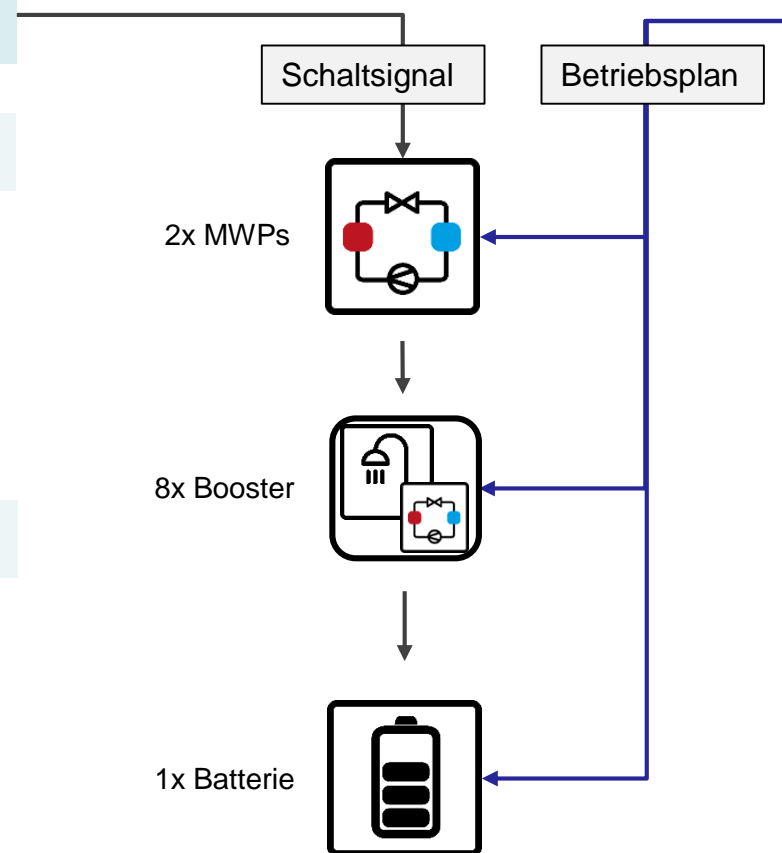 Schaltsignal
Betriebsplan
2x MWPs
8x Booster
1x Batterie